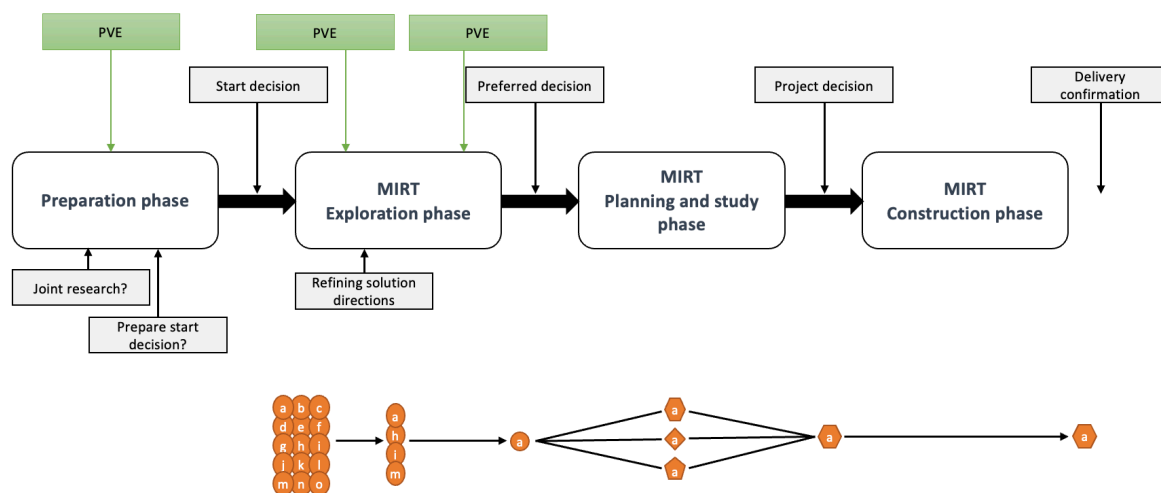 PVE
PVE
PVE
Start decision
Preferred decision
Project decision
Delivery
confirmation
Preparation phase
MIRT
Exploration phase
MIRT
Planning and study
phase
MIRT
Construction phase
Joint research?
Refining solution
directions
Prepare start
decision?
a b c
d e f
g h i
j k l
m n o
a
h
i
m
a
a
a
a
a
a